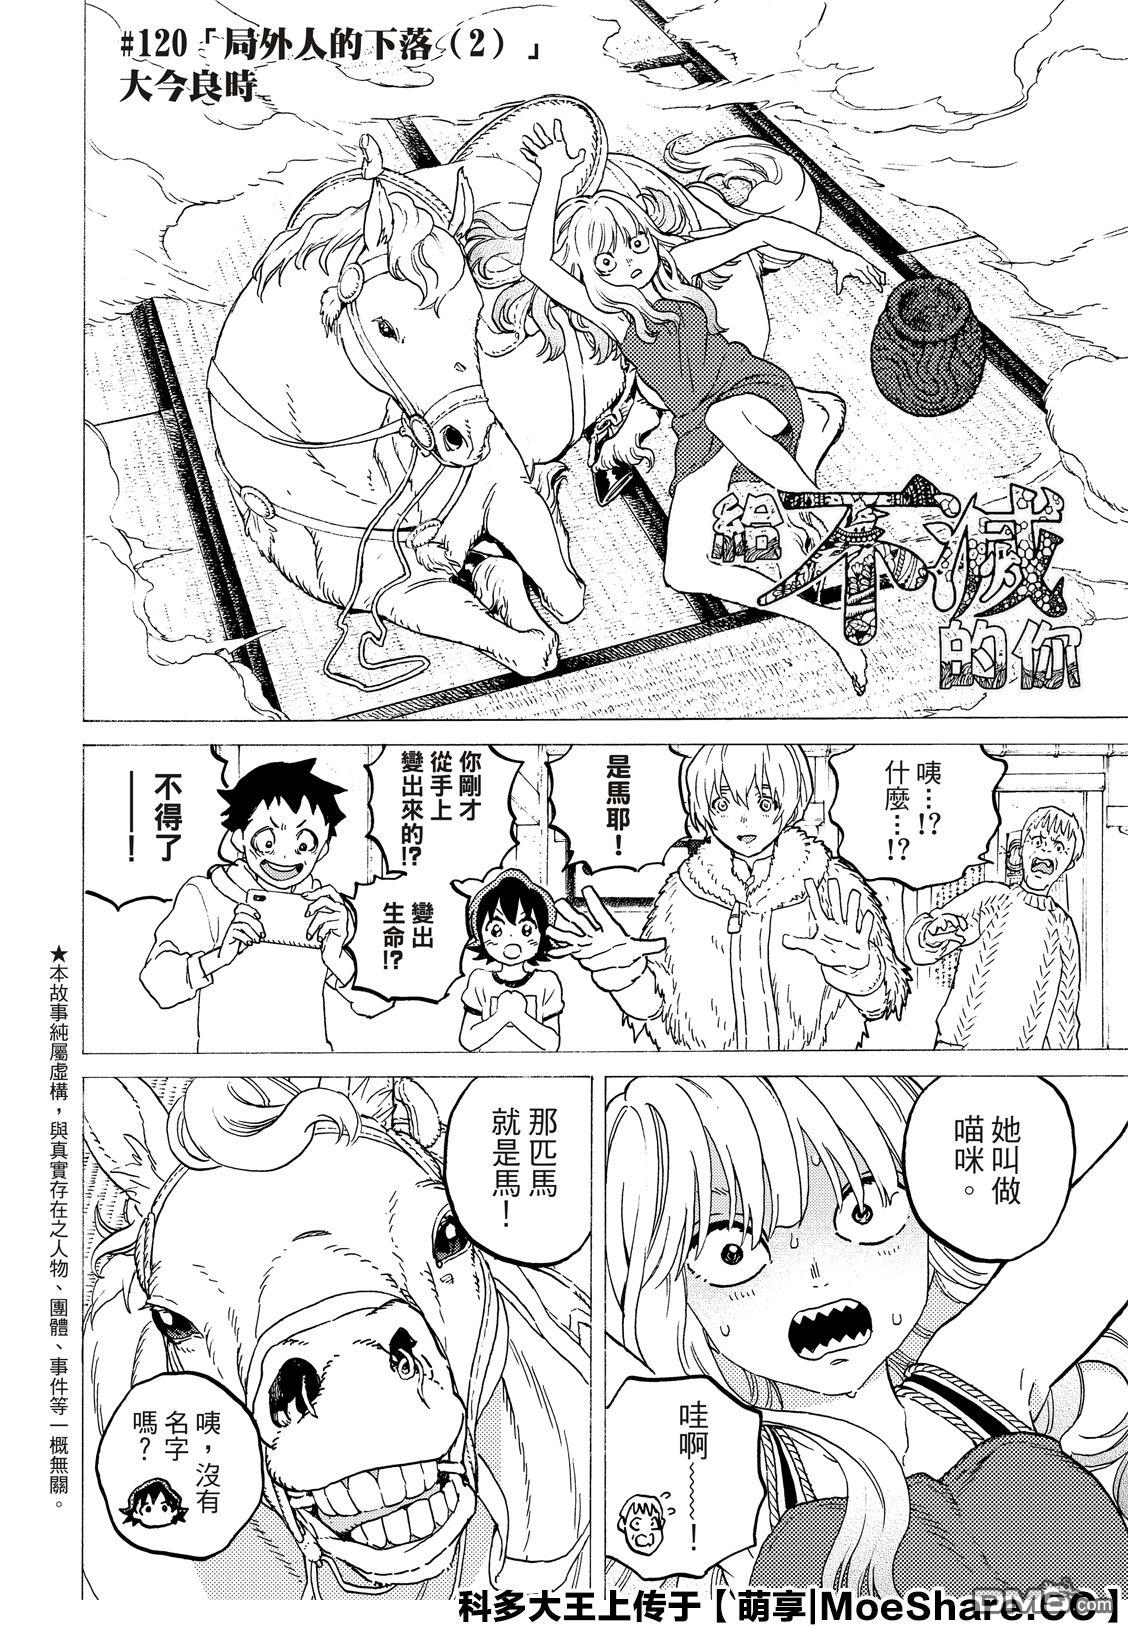 #120「局外人的下落（2）」
大今良時
給不滅
的你
咦…!?
什麼…!?
是馬耶！
你剛才
從手上
變出來的!?
變出
生命!?
不得了
——！
她叫做
喵咪。
哇啊~~~！
那匹馬
就是馬！
咦，沒有
名字
嗎？
★本故事純屬虛構，與真實存在之人物、團體、事件等一概無關。
科多大王上传于【萌享|MoeShare.CC】
DM5.com